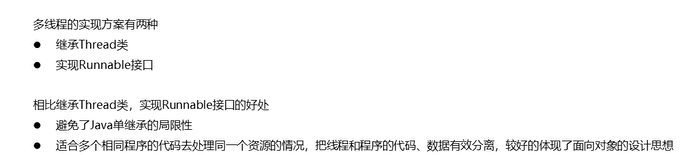 多线程的实现方案有两种
● 继承Thread类
● 实现Runnable接口
相比继承Thread类，实现Runnable接口的好处
● 避免了Java单继承的局限性
● 适合多个相同程序的代码去处理同一个资源的情况，把线程和程序的代码、数据有效分离，较好的体现了面向对象的设计思想